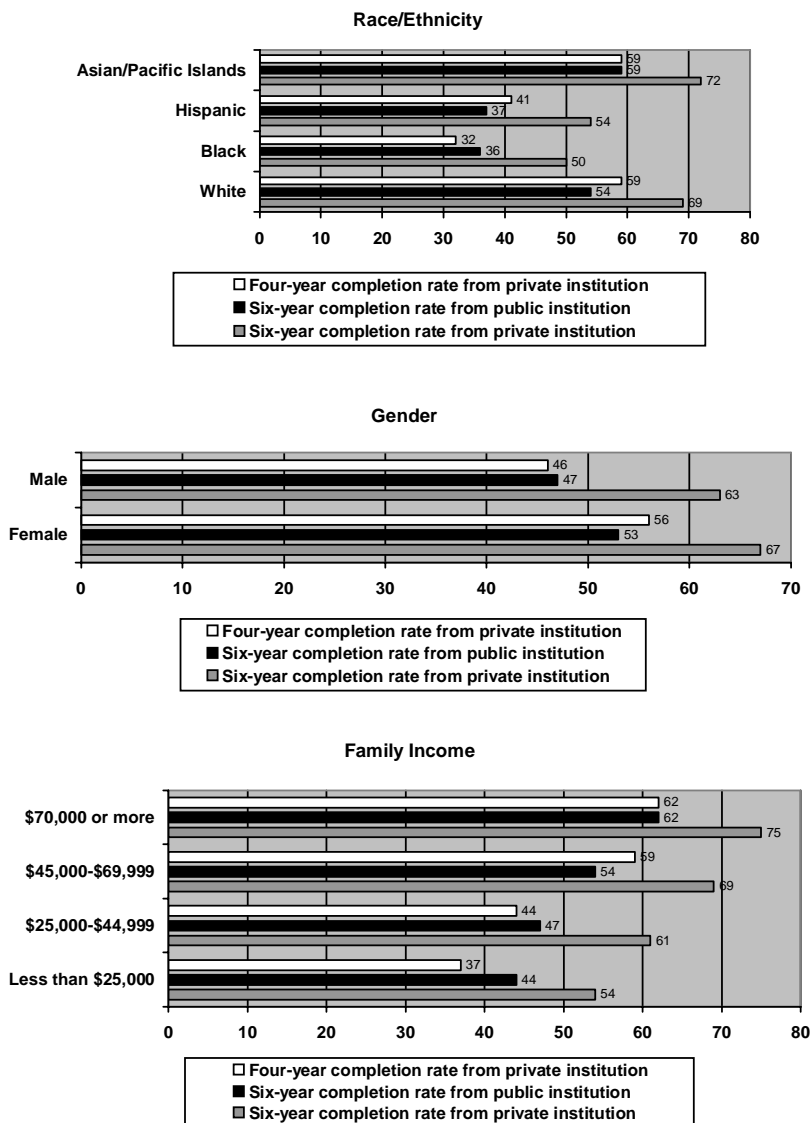 Race/Ethnicity
Asian/Pacific Islands
59
59
72
Hispanic
41
37
54
Black
32
36
50
White
59
54
69
0 10 20 30 40 50 60 70 80
Four-year completion rate from private institution
Six-year completion rate from public institution
Six-year completion rate from private institution
Gender
Male
46
47
63
Female
56
53
67
0 10 20 30 40 50 60 70
Four-year completion rate from private institution
Six-year completion rate from public institution
Six-year completion rate from private institution
Family Income
$70,000 or more
62
62
75
$45,000-$69,999
59
54
69
$25,000-$44,999
44
47
61
Less than $25,000
37
44
54
0 10 20 30 40 50 60 70 80
Four-year completion rate from private institution
Six-year completion rate from public institution
Six-year completion rate from private institution